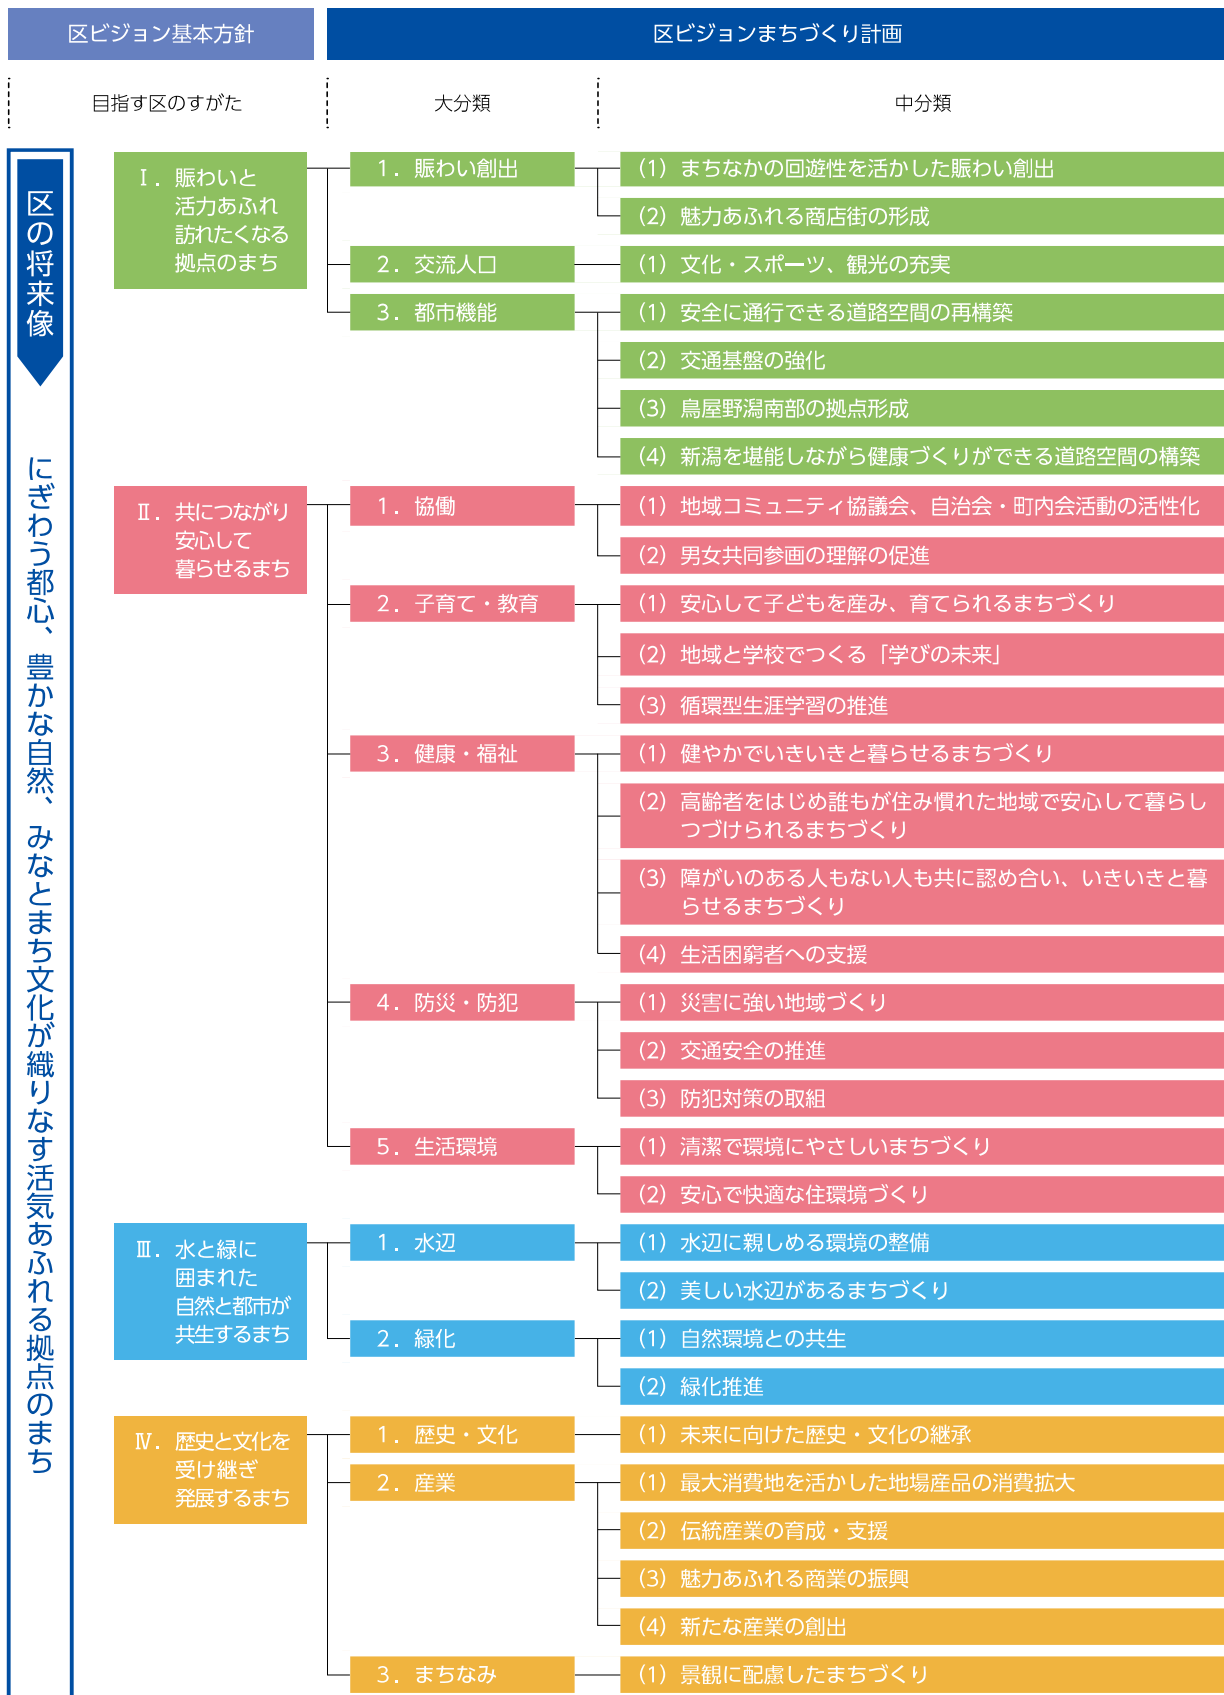 区ビジョン基本方針
区ビジョンまちづくり計画
目指す区のすがた
大分類
中分類
区の将来像
にぎわう都心、豊かな自然、みなとまち文化が織りなす活気あふれる拠点のまち
Ⅰ．賑わいと
活力あふれ
訪れたくなる
拠点のまち
1．賑わい創出
（1）まちなかの回遊性を活かした賑わい創出
（2）魅力あふれる商店街の形成
2．交流人口
（1）文化・スポーツ、観光の充実
3．都市機能
（1）安全に通行できる道路空間の再構築
（2）交通基盤の強化
（3）鳥屋野潟南部の拠点形成
（4）新潟を堪能しながら健康づくりができる道路空間の構築
Ⅱ．共につながり
安心して
暮らせるまち
1．協働
（1）地域コミュニティ協議会、自治会・町内会活動の活性化
（2）男女共同参画の理解の促進
2．子育て・教育
（1）安心して子どもを産み、育てられるまちづくり
（2）地域と学校でつくる「学びの未来」
（3）循環型生涯学習の推進
3．健康・福祉
（1）健やかでいきいきと暮らせるまちづくり
（2）高齢者をはじめ誰もが住み慣れた地域で安心して暮らし
つづけられるまちづくり
（3）障がいのある人もない人も共に認め合い、いきいきと暮
らせるまちづくり
（4）生活困窮者への支援
4．防災・防犯
（1）災害に強い地域づくり
（2）交通安全の推進
（3）防犯対策の取組
5．生活環境
（1）清潔で環境にやさしいまちづくり
（2）安心で快適な住環境づくり
Ⅲ．水と緑に
囲まれた
自然と都市が
共生するまち
1．水辺
（1）水辺に親しめる環境の整備
（2）美しい水辺があるまちづくり
2．緑化
（1）自然環境との共生
（2）緑化推進
Ⅳ．歴史と文化を
受け継ぎ
発展するまち
1．歴史・文化
（1）未来に向けた歴史・文化の継承
2．産業
（1）最大消費地を活かした地場産品の消費拡大
（2）伝統産業の育成・支援
（3）魅力あふれる商業の振興
（4）新たな産業の創出
3．まちなみ
（1）景観に配慮したまちづくり